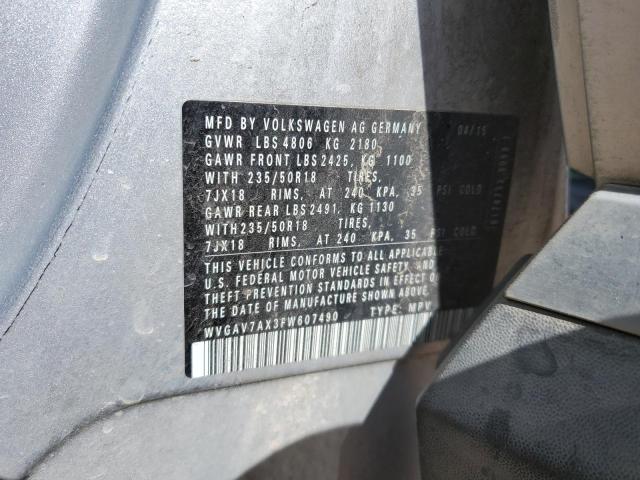 MFD BY VOLKSWAGEN AG GERMANY 04/15
GVWR LBS 4806 KG 2180
GAWR FRONT LBS 2425, KG 1100
WITH 235/50R18 TIRES,
7JX18 RIMS, AT 240 KPA, 35 PSI COLD
GAWR REAR LBS 2491, KG 1130
WITH 235/50R18 TIRES,
7JX18 RIMS, AT 240 KPA, 35 PSI COLD
THIS VEHICLE CONFORMS TO ALL APPLICABLE
U.S. FEDERAL MOTOR VEHICLE SAFETY AND
THEFT PREVENTION STANDARDS IN EFFECT ON
THE DATE OF MANUFACTURE SHOWN ABOVE.
WVGAV7AX3FW607490 TYPE: MPV